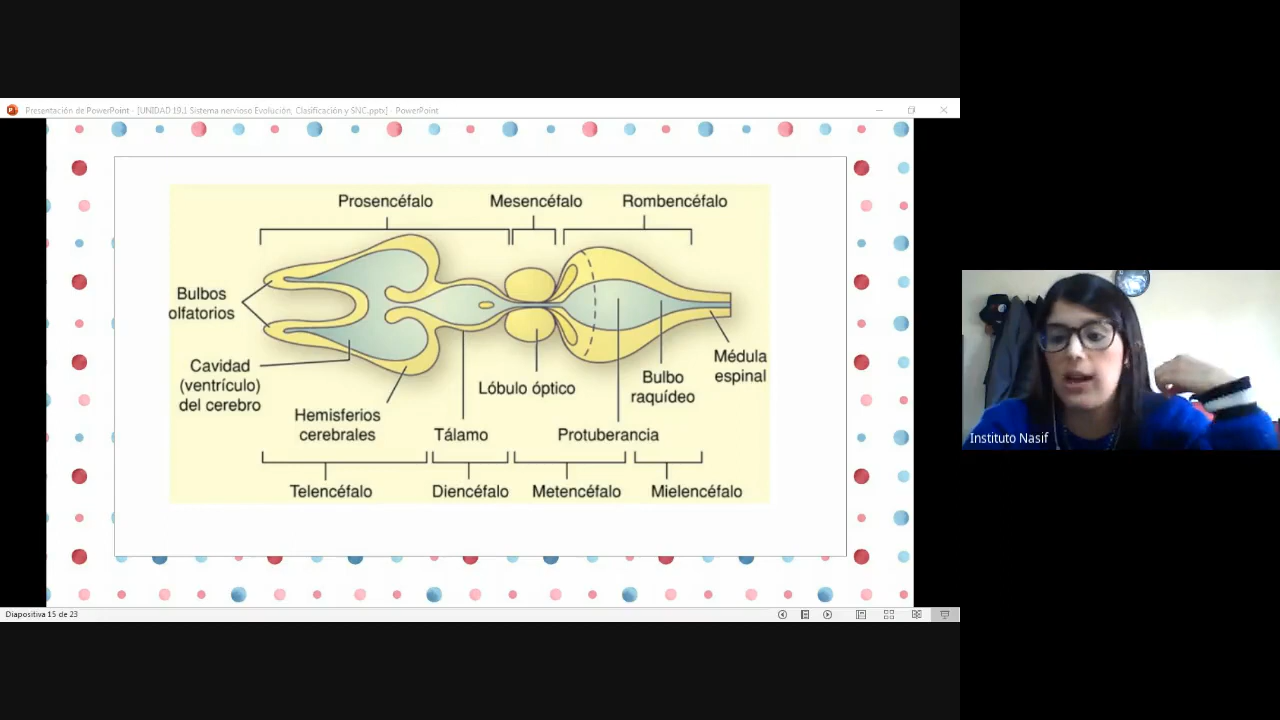 Presentación de PowerPoint - [UNIDAD 19.1 Sistema nervioso Evolución, Clasificación y SNC.pptx] - PowerPoint
Prosencéfalo
Mesencéfalo
Rombencéfalo
Bulbos
olfatorios
Cavidad
(ventrículo)
del cerebro
Hemisferios
cerebrales
Tálamo
Lóbulo óptico
Protuberancia
Bulbo
raquídeo
Médula
espinal
Telencéfalo
Diencéfalo
Metencéfalo
Mielencéfalo
Instituto Nasif
Diapositiva 15 de 23